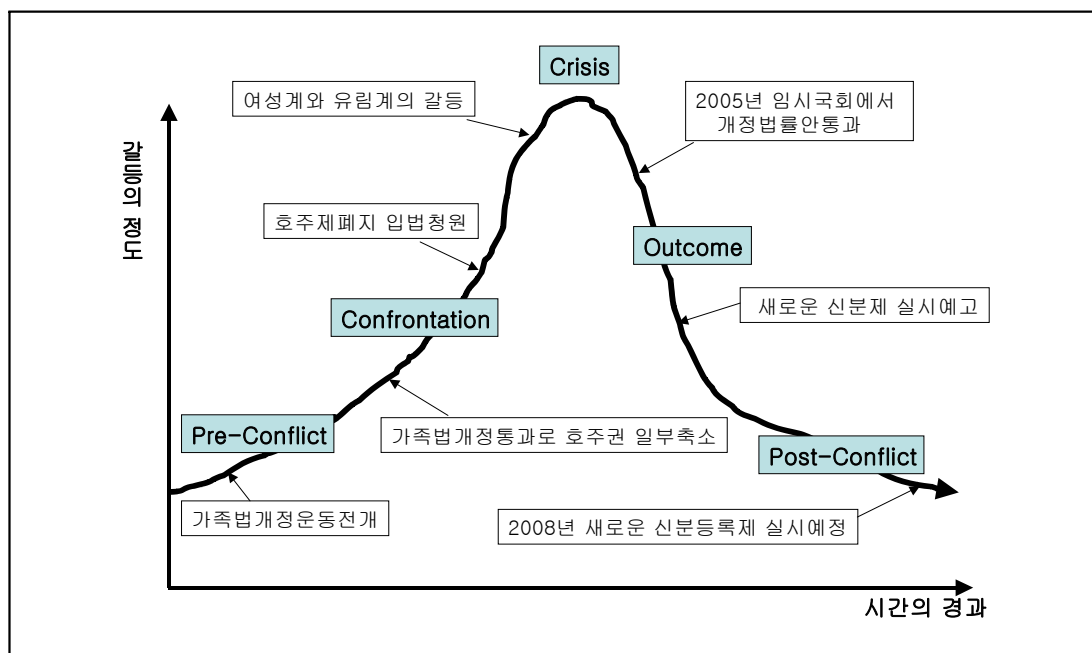 Crisis
여성계와 유림계의 갈등
2005년 임시국회에서
개정법률안통과
갈등의 정도
호주제폐지 입법청원
Outcome
새로운 신분제 실시예고
Confrontation
Pre-Conflict
가족법개정통과로 호주권 일부축소
Post-Conflict
가족법개정운동전개
2008년 새로운 신분등록제 실시예정
시간의 경과